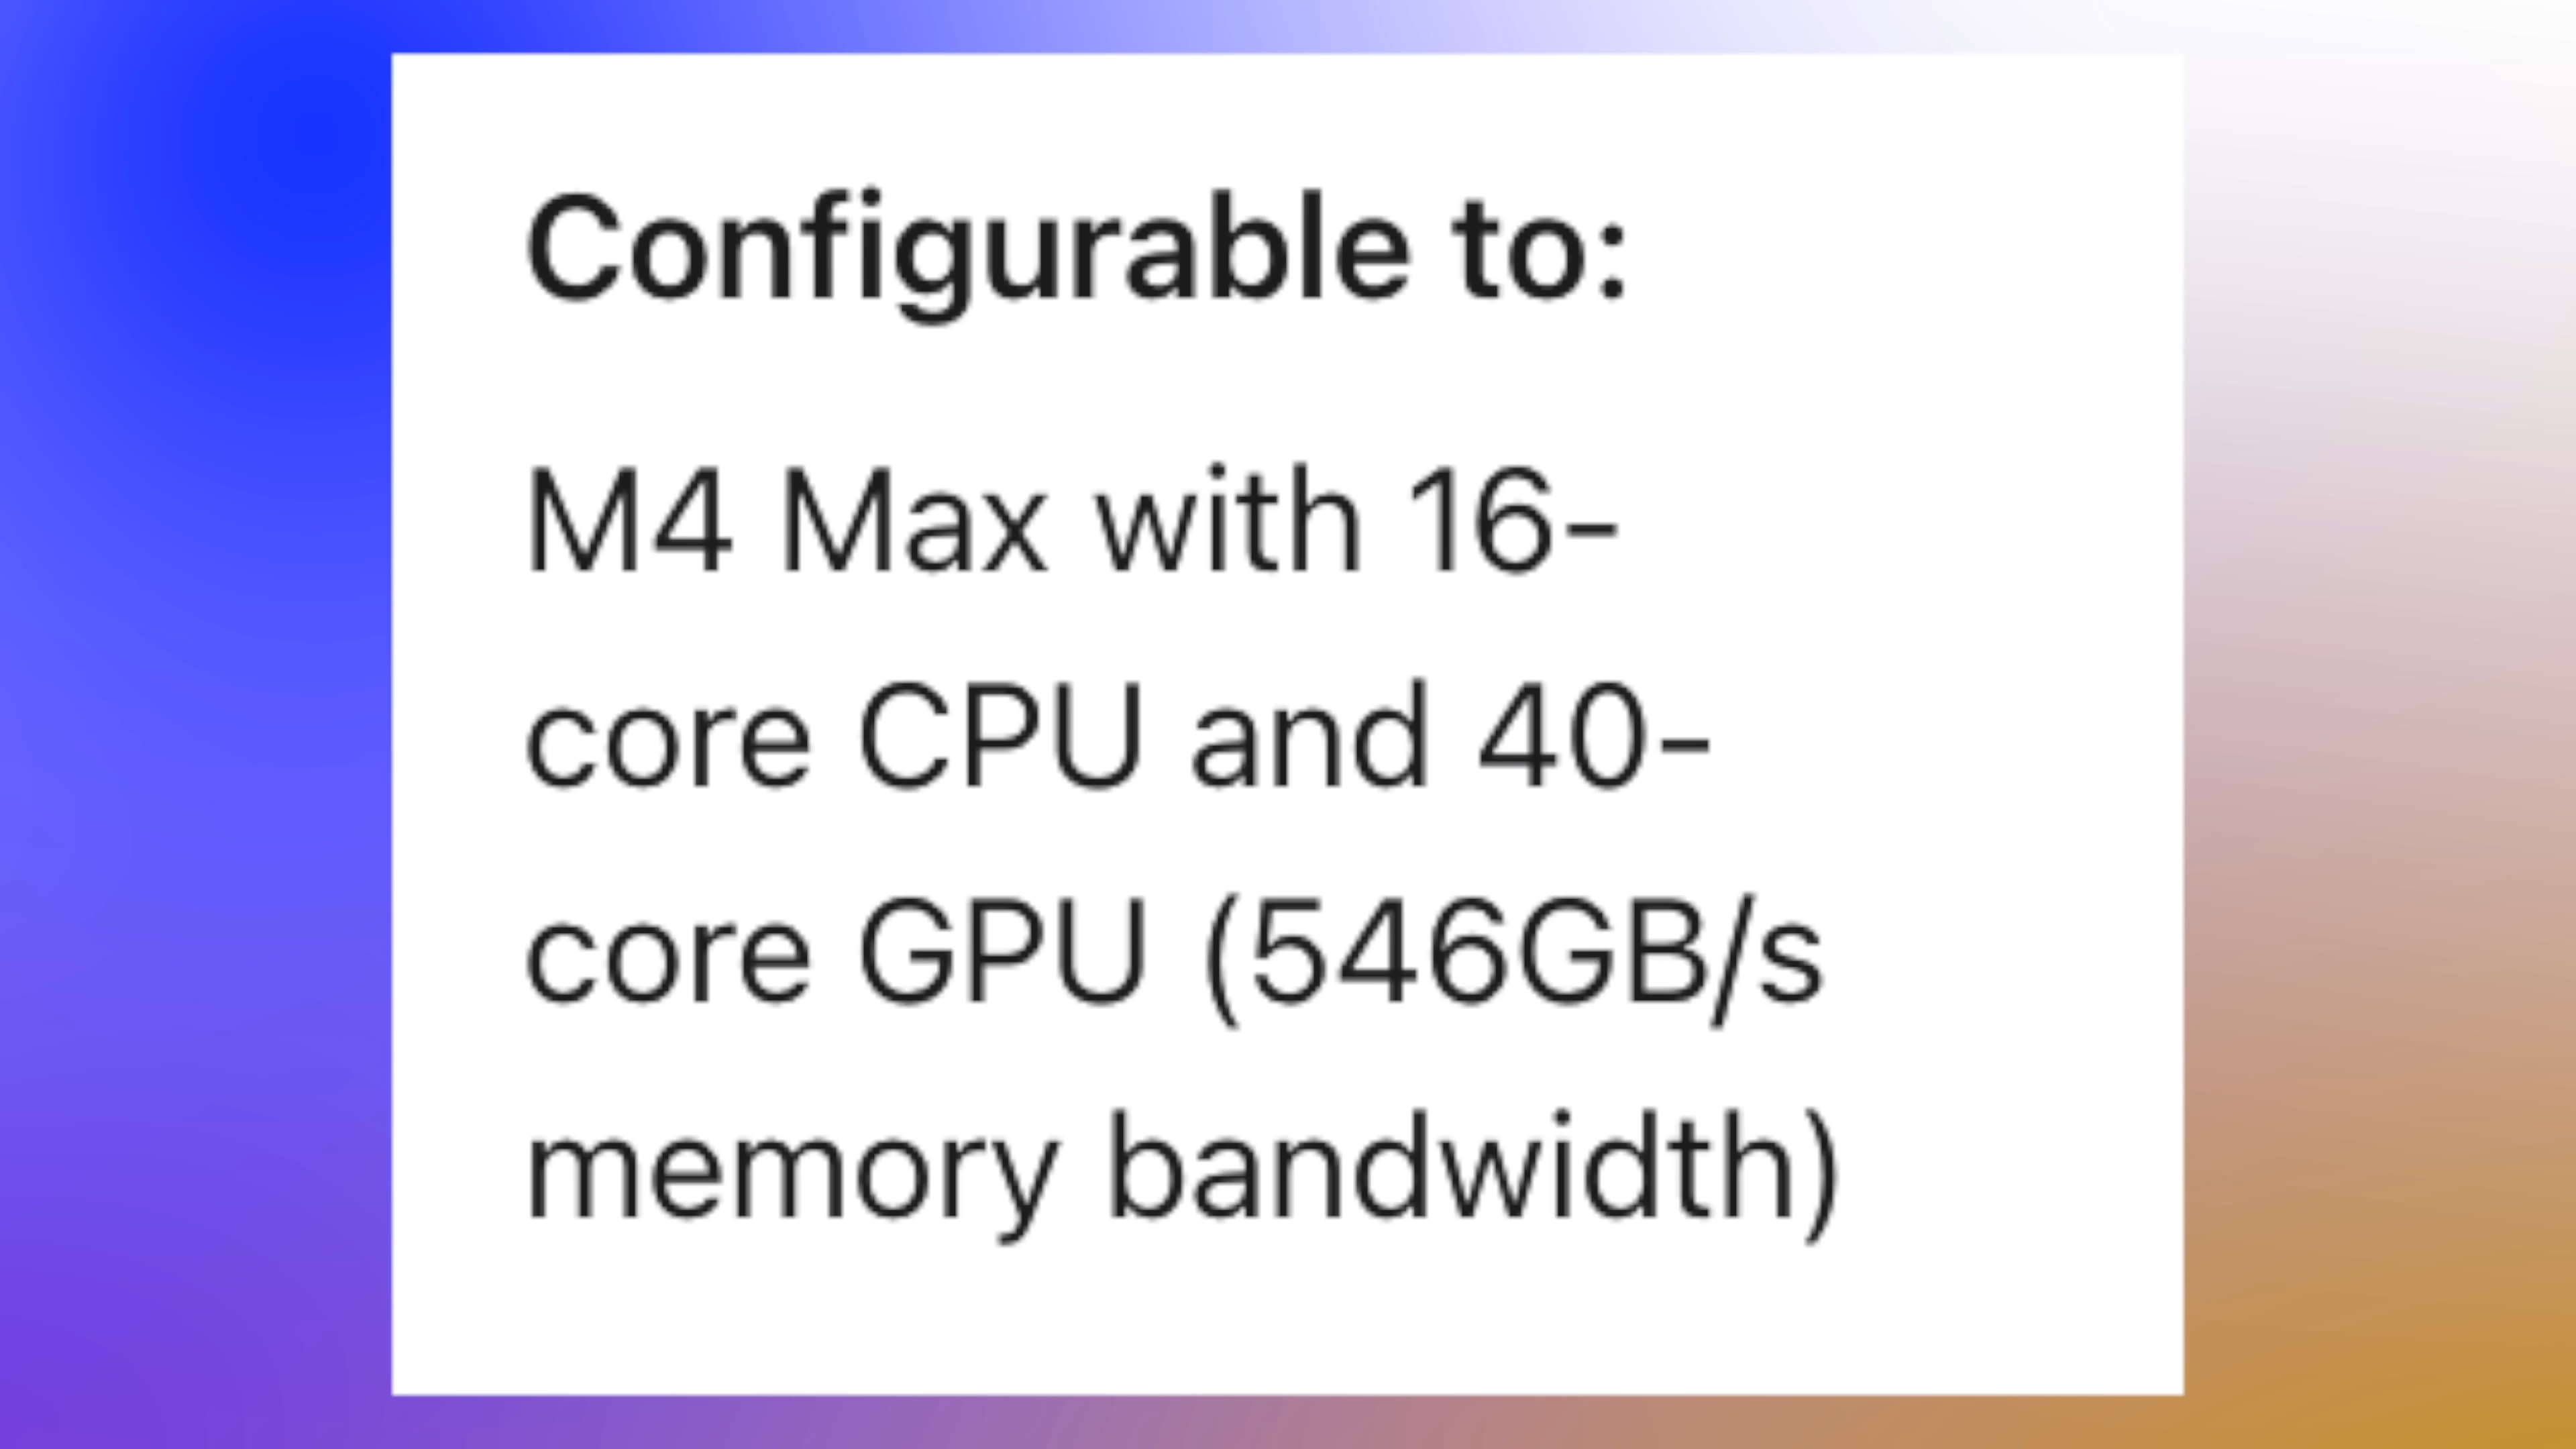 Configurable to:
M4 Max with 16-
core CPU and 40-
core GPU (546GB/s
memory bandwidth)